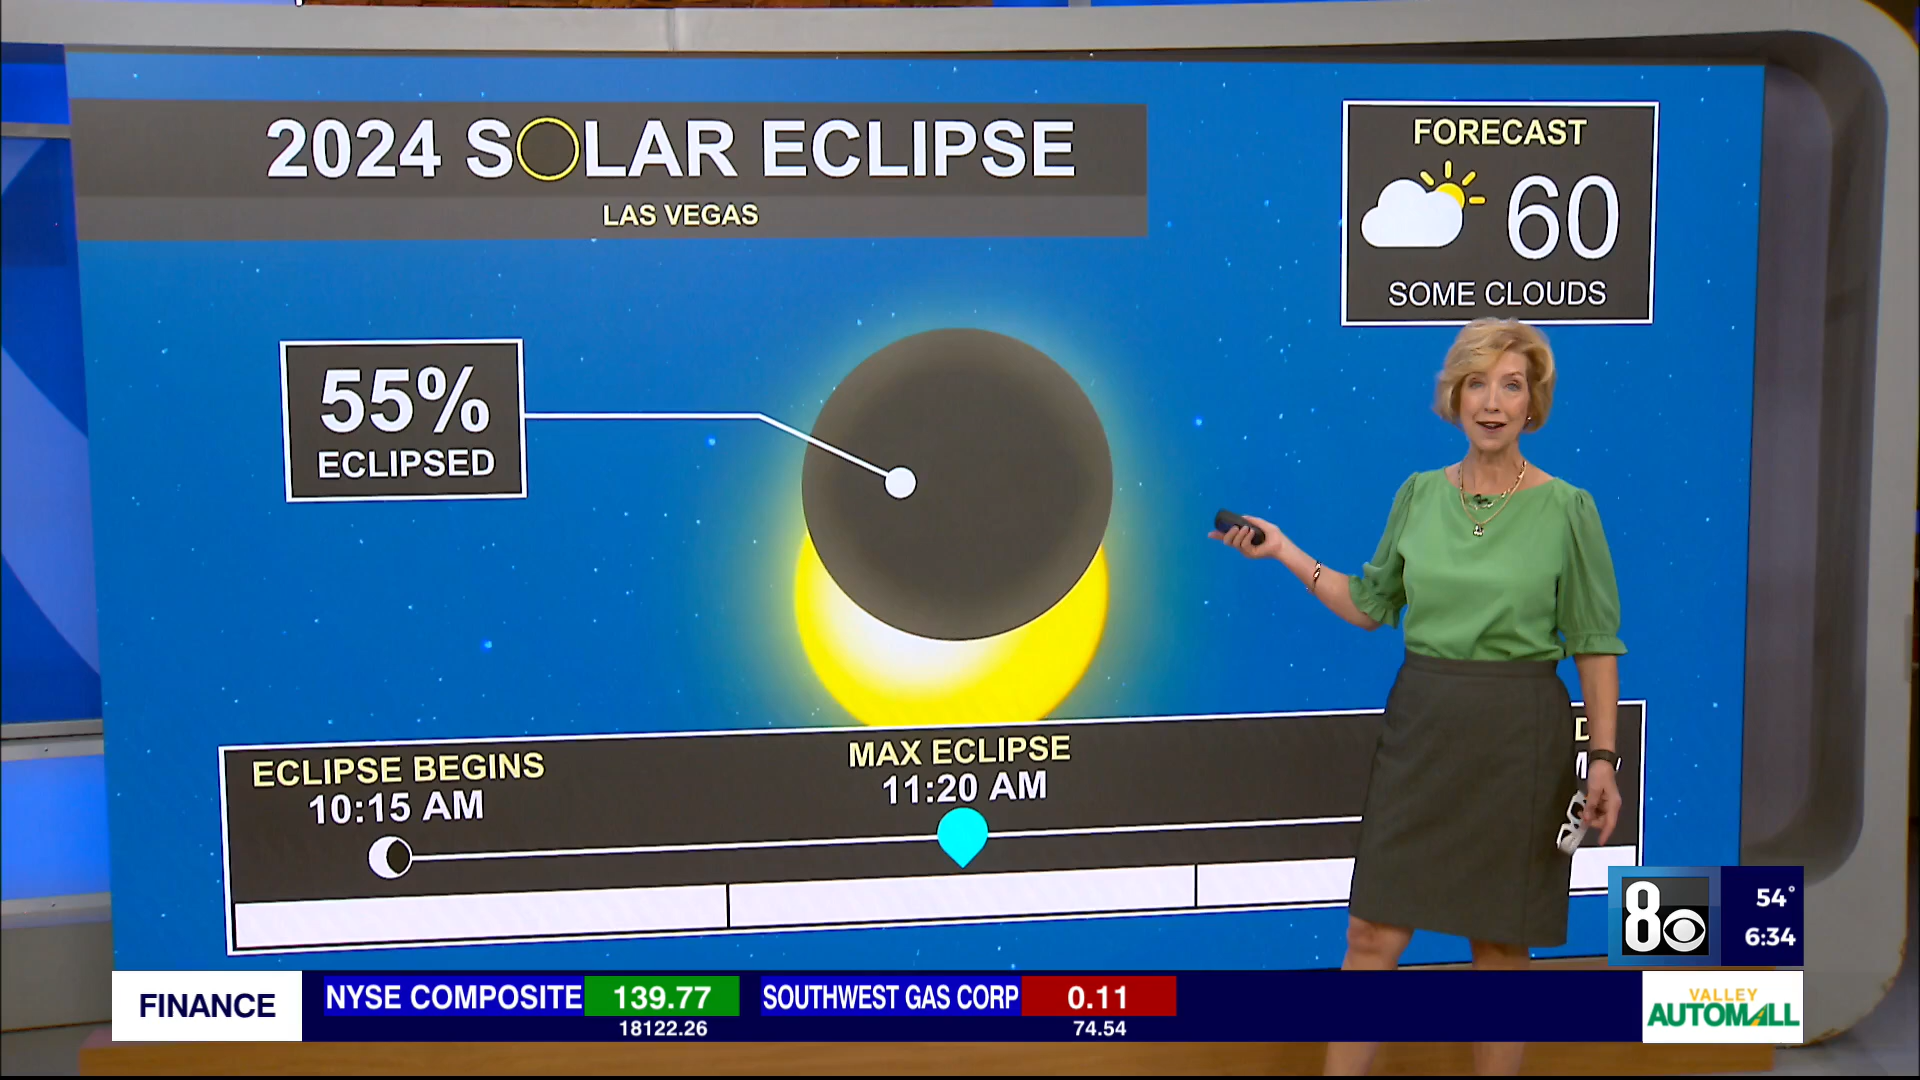 2024 SOLAR ECLIPSE
LAS VEGAS
FORECAST
60
SOME CLOUDS
55%
ECLIPSED
ECLIPSE BEGINS
10:15 AM
MAX ECLIPSE
11:20 AM
8
54°
6:34
FINANCE
NYSE COMPOSITE 139.77
18122.26
SOUTHWEST GAS CORP 0.11
74.54
VALLEY
AUTOMALL